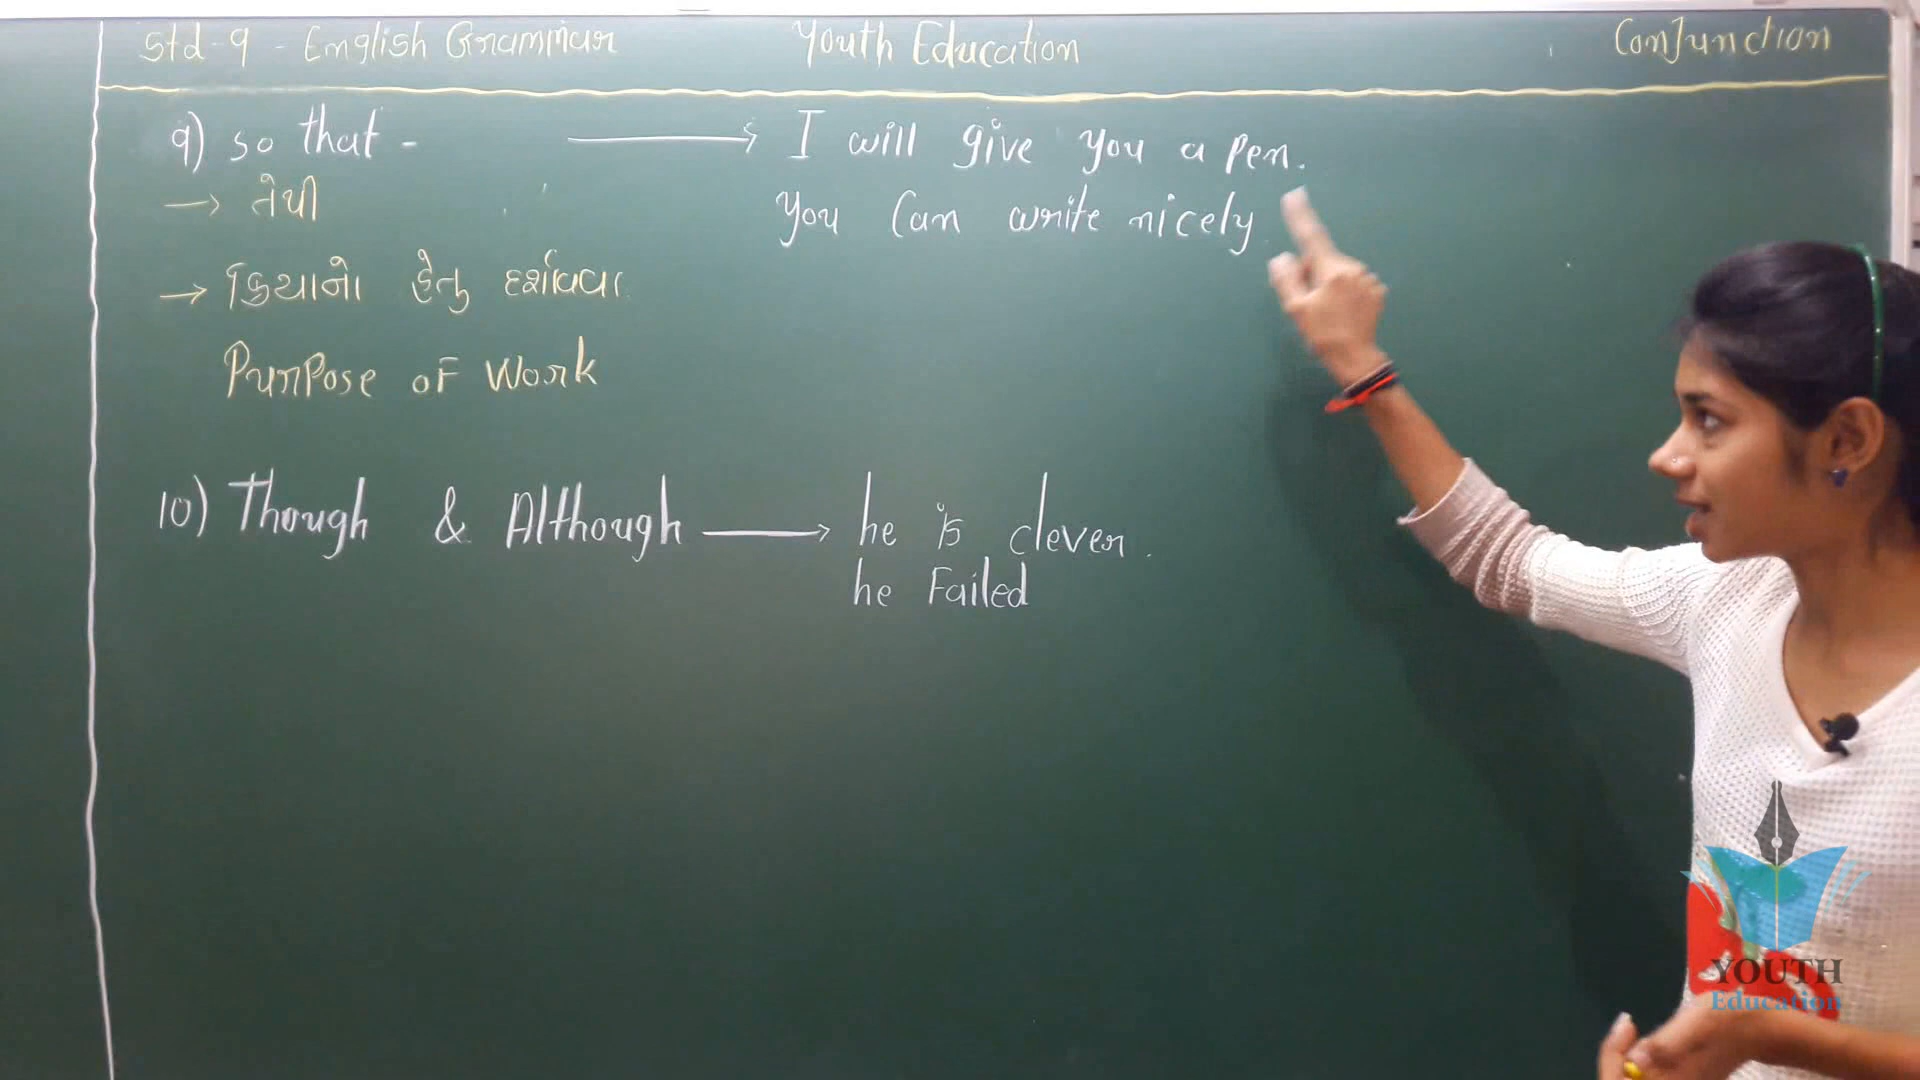 Std-9 - English Grammar Youth Education Conjunction
9) so that - → I will give you a pen.
→ તેથી You can write nicely.
→ ક્રિયાનો હેતુ દર્શાવવા
Purpose of Work
10) Though & Although → he is clever.
he Failed
YOUTH
Education